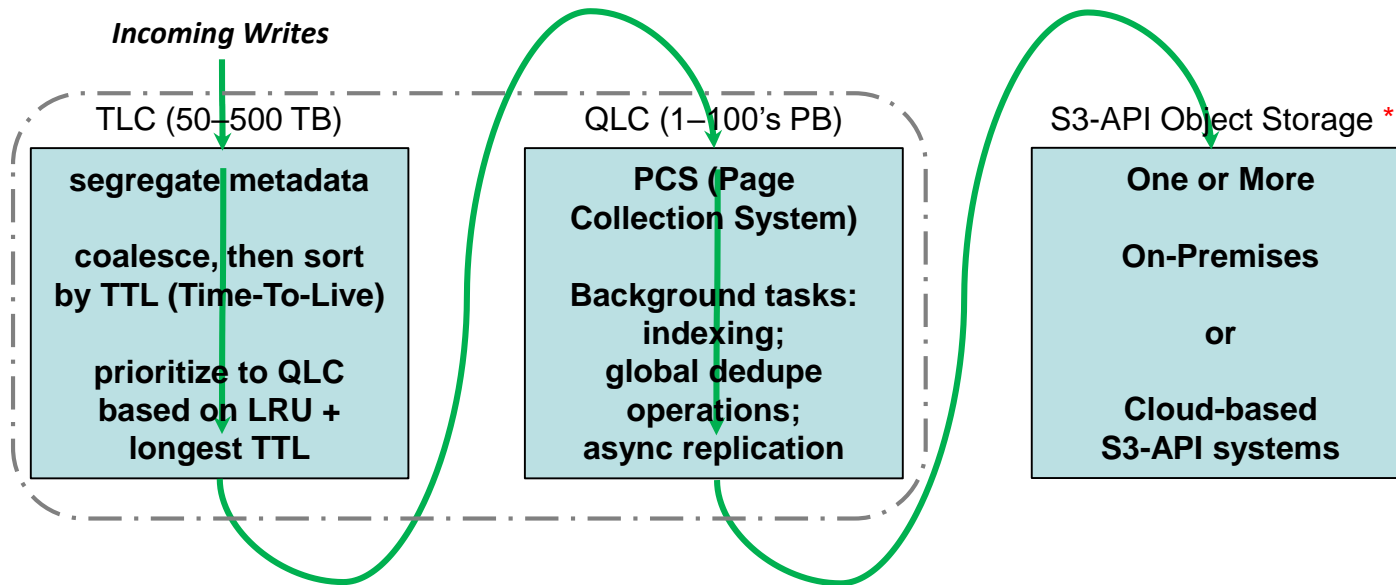 Incoming Writes
TLC (50–500 TB)
segregate metadata
coalesce, then sort
by TTL (Time-To-Live)
prioritize to QLC
based on LRU +
longest TTL
QLC (1–100's PB)
PCS (Page
Collection System)
Background tasks:
indexing;
global dedupe
operations;
async replication
S3-API Object Storage *
One or More
On-Premises
or
Cloud-based
S3-API systems